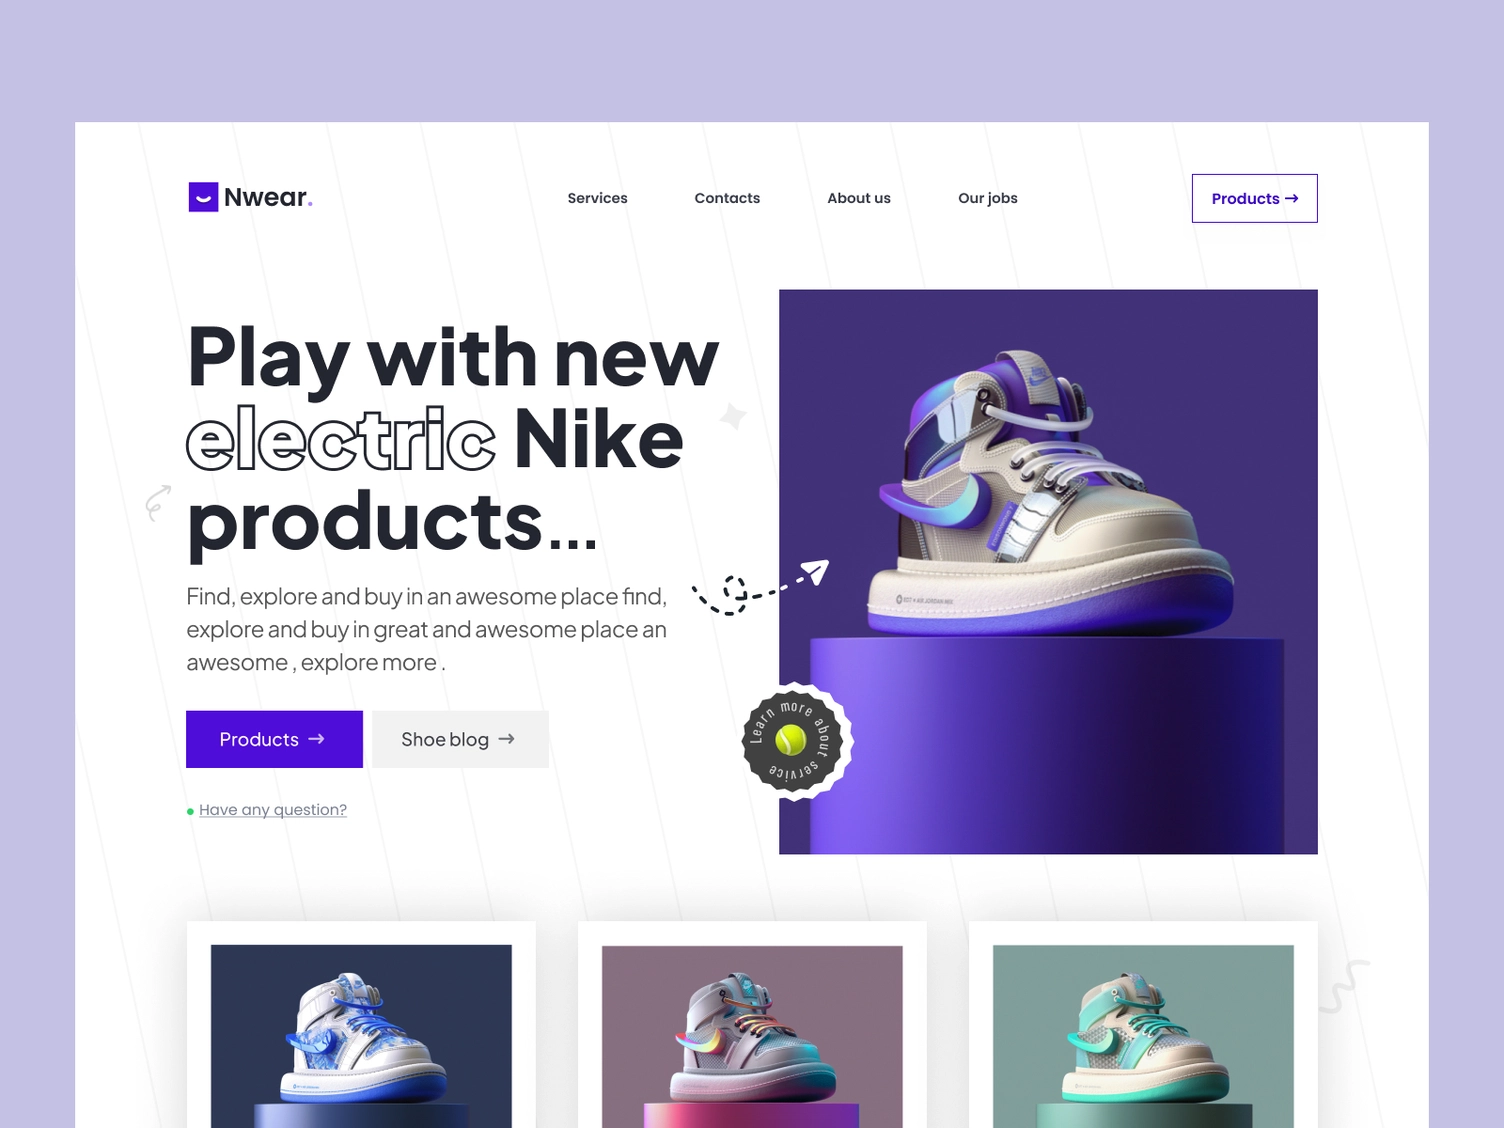 Nwear.
Services
Contacts
About us
Our jobs
Products →
Play with new
electric Nike
products...
Find, explore and buy in an awesome place find,
explore and buy in great and awesome place an
awesome , explore more .
Products →
Shoe blog →
Have any question?
Learn more about service